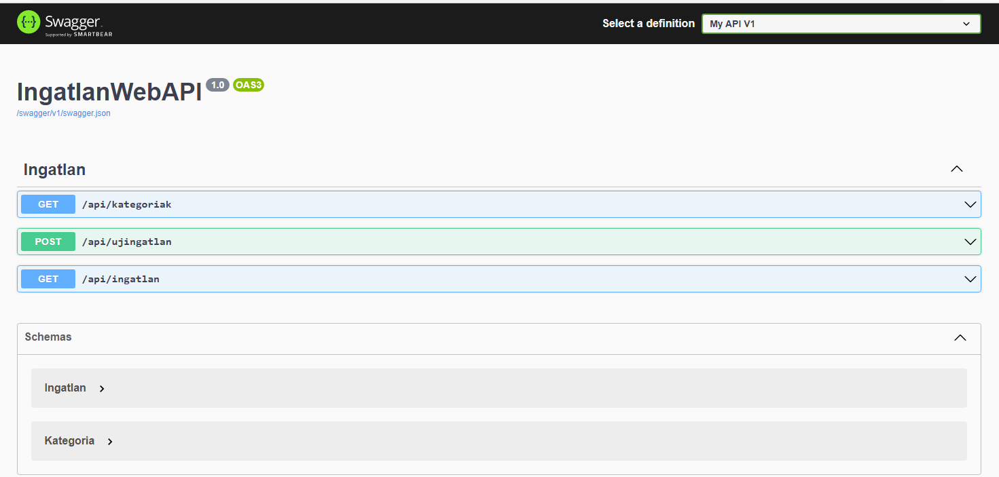 Swagger.
Supported by SMARTBEAR
Select a definition
My API V1
IngatlanWebAPI 1.0 OAS3
/swagger/v1/swagger.json
Ingatlan
GET /api/kategoriak
POST /api/ujingatlan
GET /api/ingatlan
Schemas
Ingatlan
Kategoria